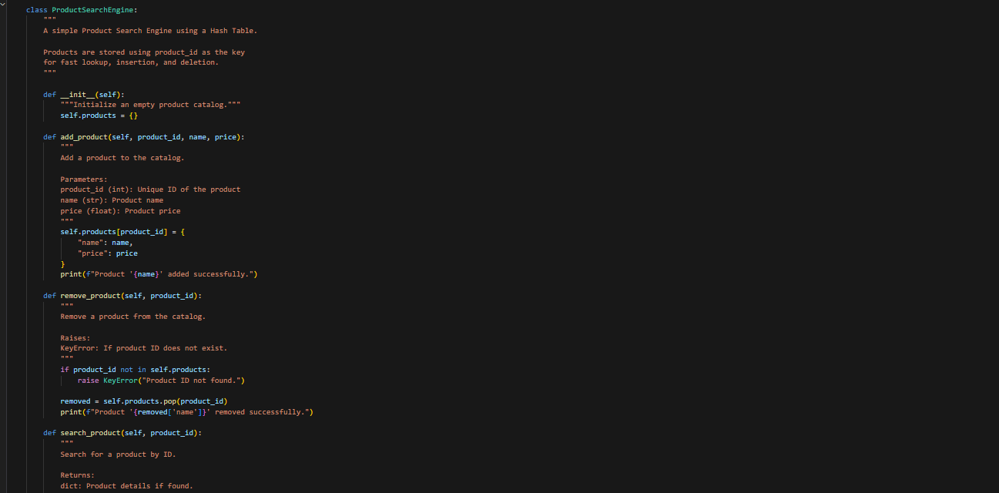 class ProductSearchEngine:
"""
A simple Product Search Engine using a Hash Table.
Products are stored using product_id as the key
for fast lookup, insertion, and deletion.
"""
def __init__(self):
"""Initialize an empty product catalog."""
self.products = {}
def add_product(self, product_id, name, price):
"""
Add a product to the catalog.
Parameters:
product_id (int): Unique ID of the product
name (str): Product name
price (float): Product price
"""
self.products[product_id] = {
"name": name,
"price": price
}
print(f"Product '{name}' added successfully.")
def remove_product(self, product_id):
"""
Remove a product from the catalog.
Raises:
KeyError: If product ID does not exist.
"""
if product_id not in self.products:
raise KeyError("Product ID not found.")
removed = self.products.pop(product_id)
print(f"Product '{removed['name']}' removed successfully.")
def search_product(self, product_id):
"""
Search for a product by ID.
Returns:
dict: Product details if found.